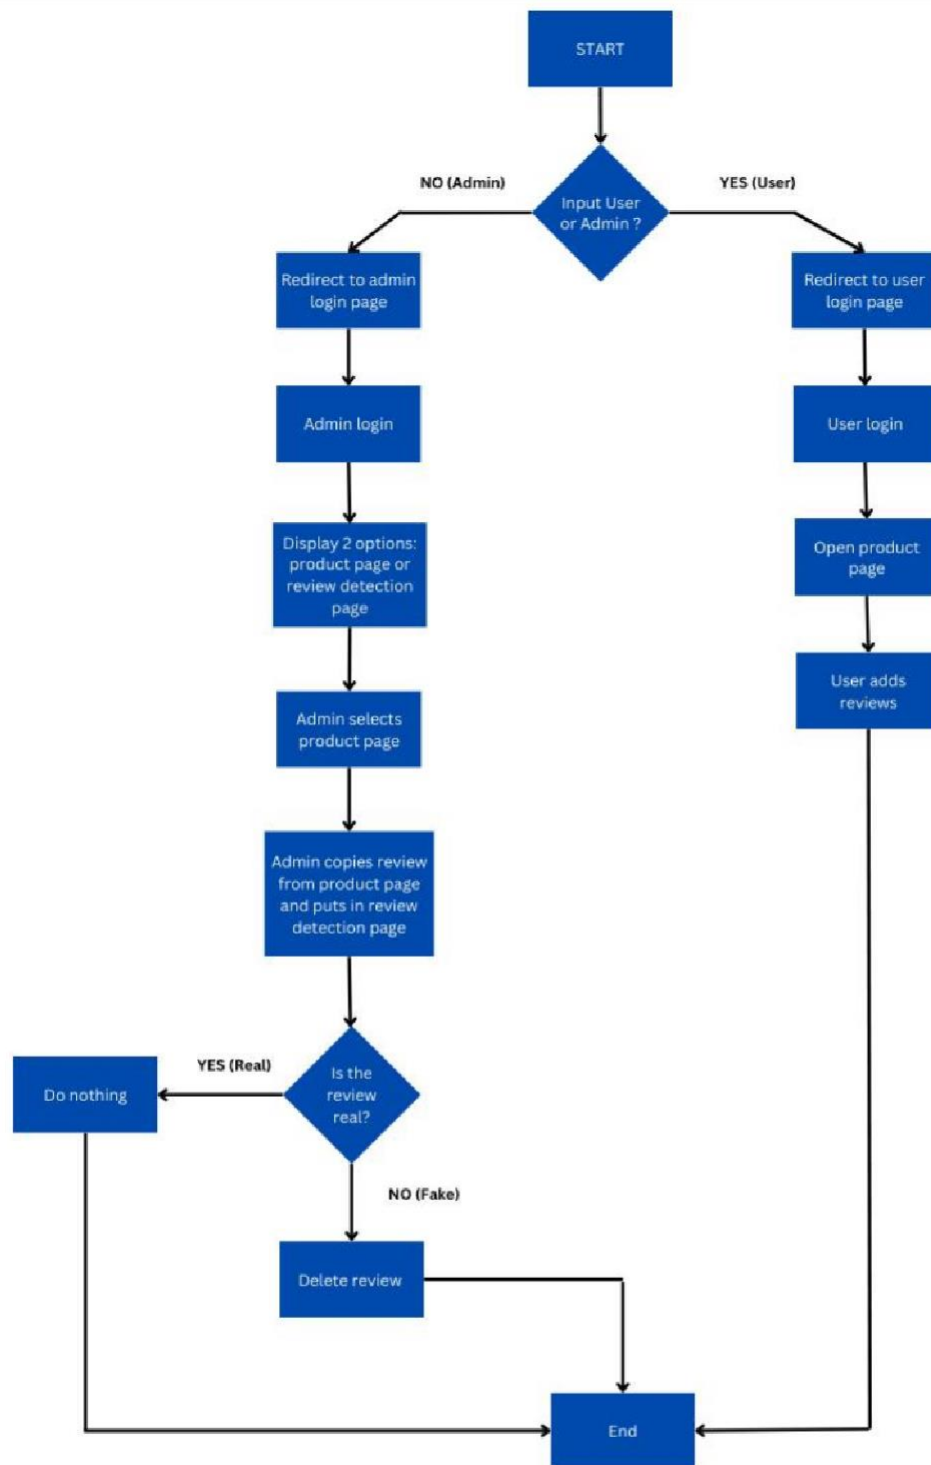 START
NO (Admin)
YES (User)
Input User
or Admin ?
Redirect to admin
login page
Redirect to user
login page
Admin login
User login
Display 2 options:
product page or
review detection
page
Open product
page
Admin selects
product page
User adds
reviews
Admin copies review
from product page
and puts in review
detection page
YES (Real)
Is the
review
real?
Do nothing
NO (Fake)
Delete review
End